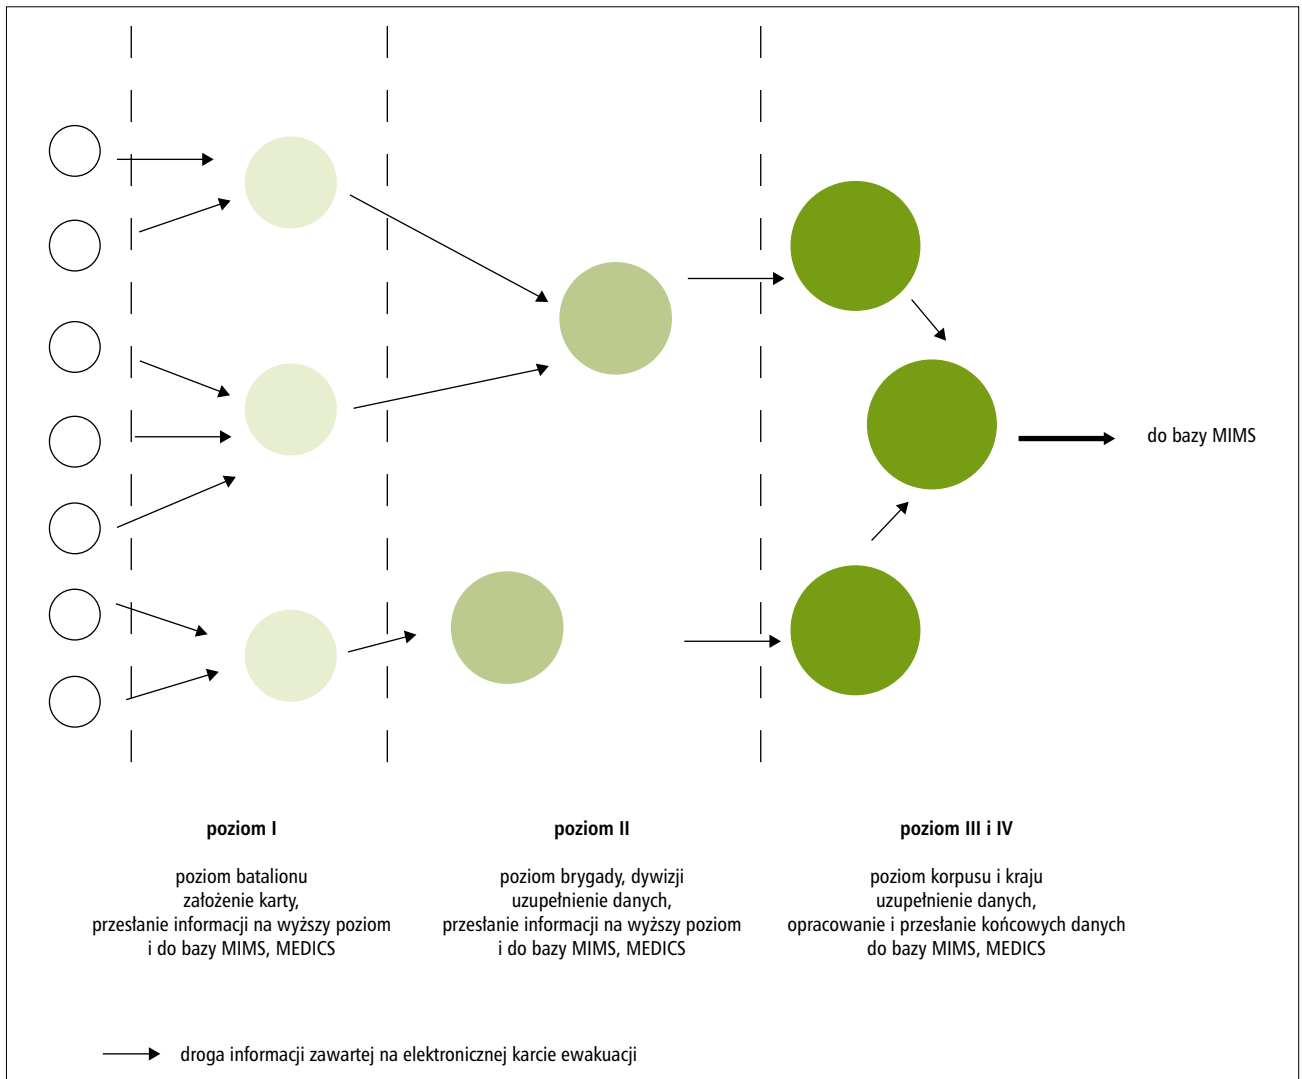 do bazy MIMS
poziom I
poziom batalionu
założenie karty,
przesłanie informacji na wyższy poziom
i do bazy MIMS, MEDICS
poziom II
poziom brygady, dywizji
uzupełnienie danych,
przesłanie informacji na wyższy poziom
i do bazy MIMS, MEDICS
poziom III i IV
poziom korpusu i kraju
uzupełnienie danych,
opracowanie i przesłanie końcowych danych
do bazy MIMS, MEDICS
droga informacji zawartej na elektronicznej karcie ewakuacji